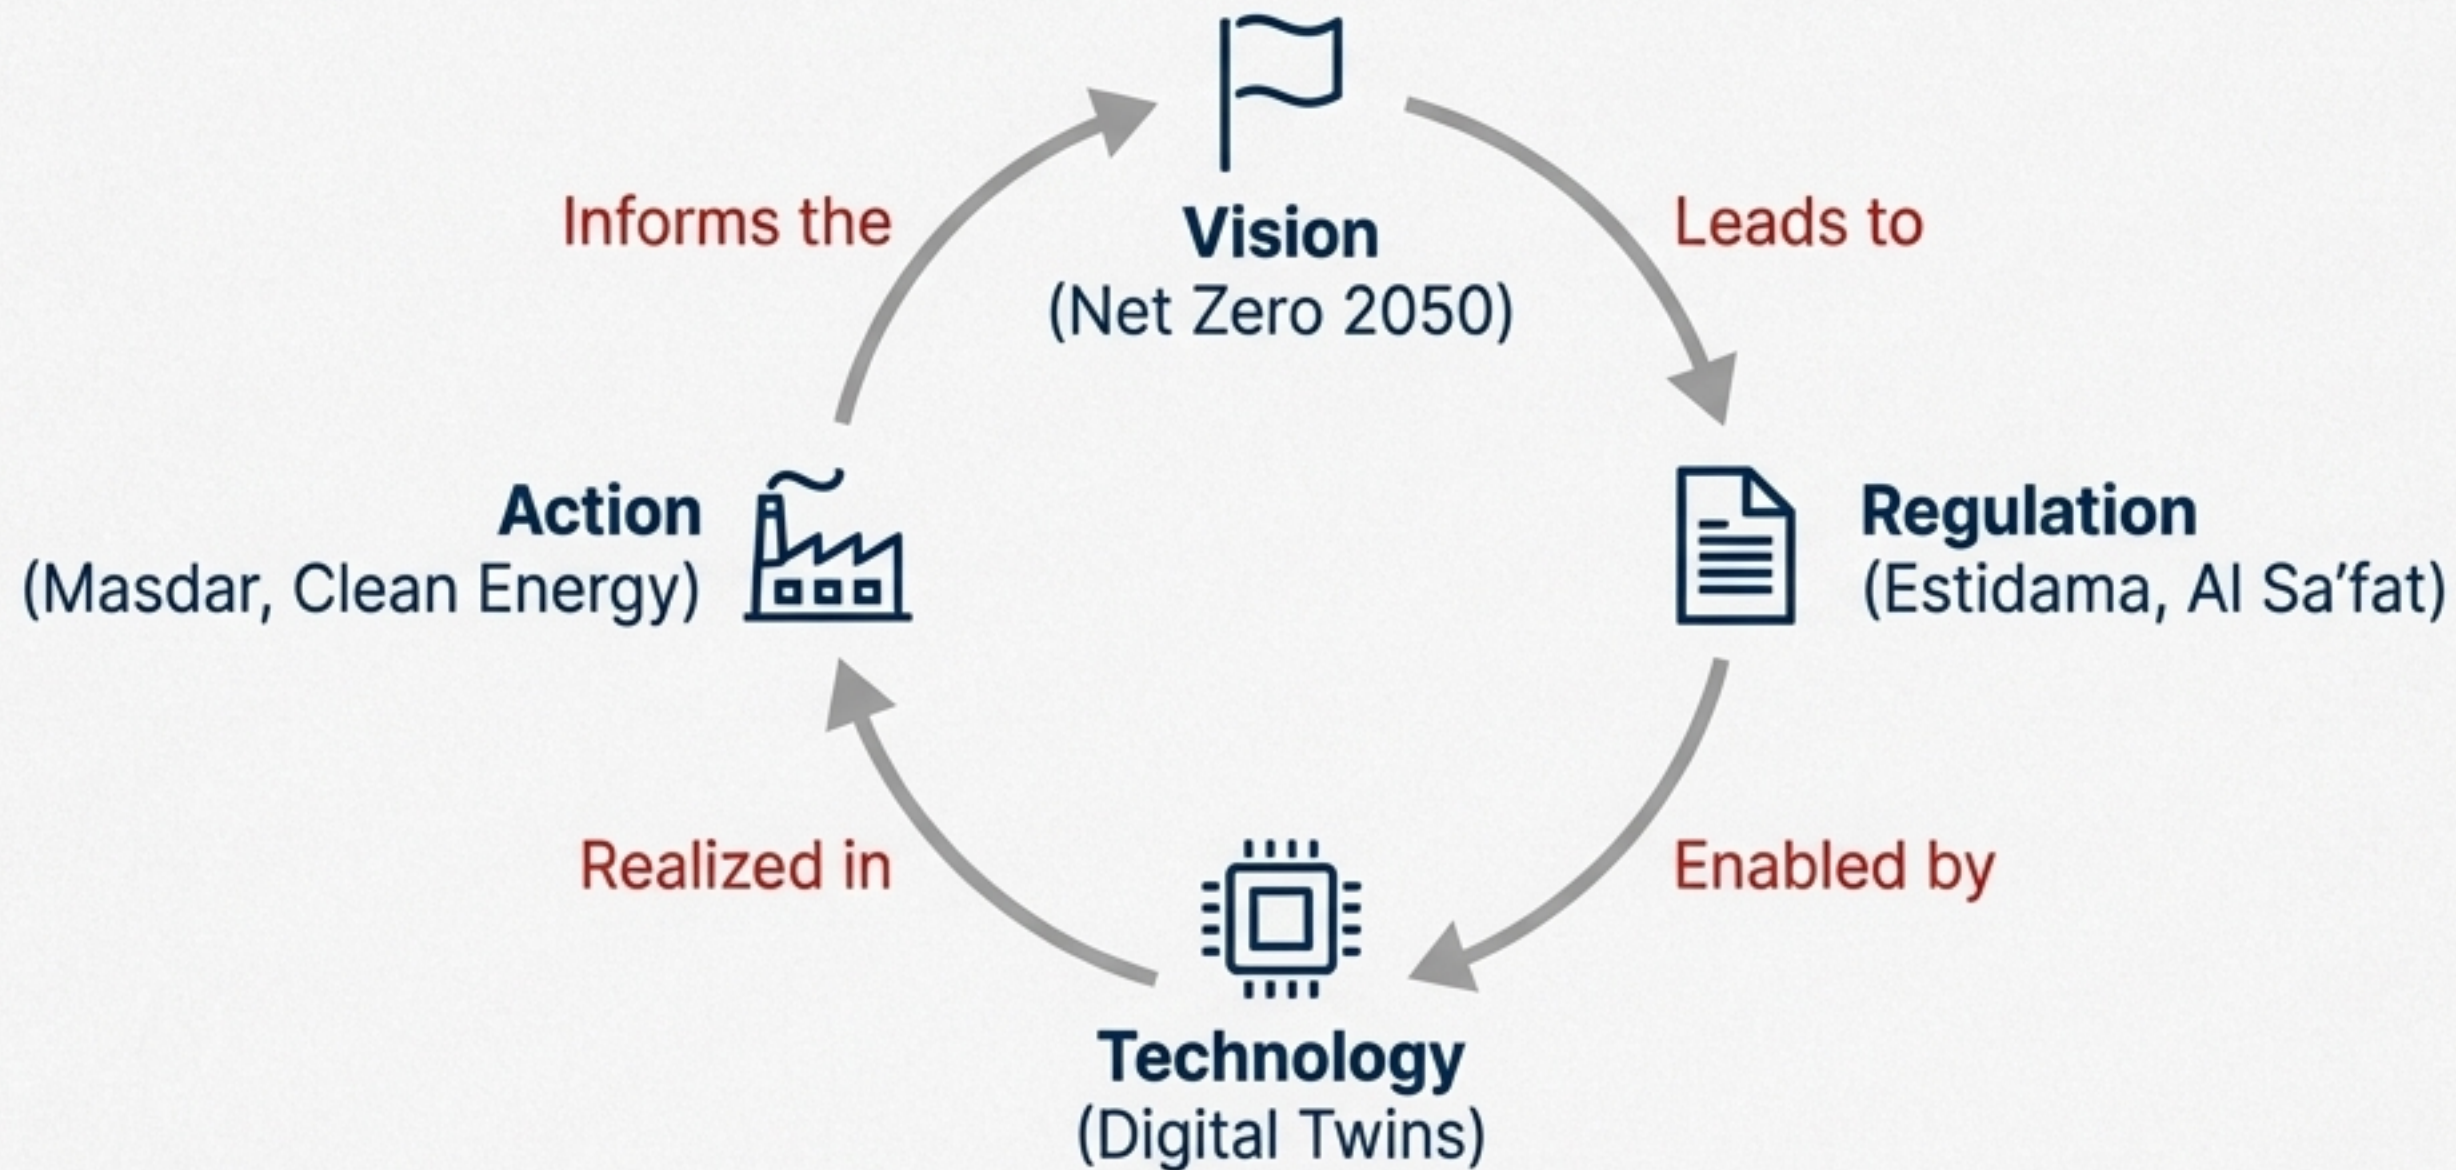 Vision
(Net Zero 2050)
Leads to
Regulation
(Estidama, Al Sa’fat)
Enabled by
Technology
(Digital Twins)
Realized in
Action
(Masdar, Clean Energy)
Informs the